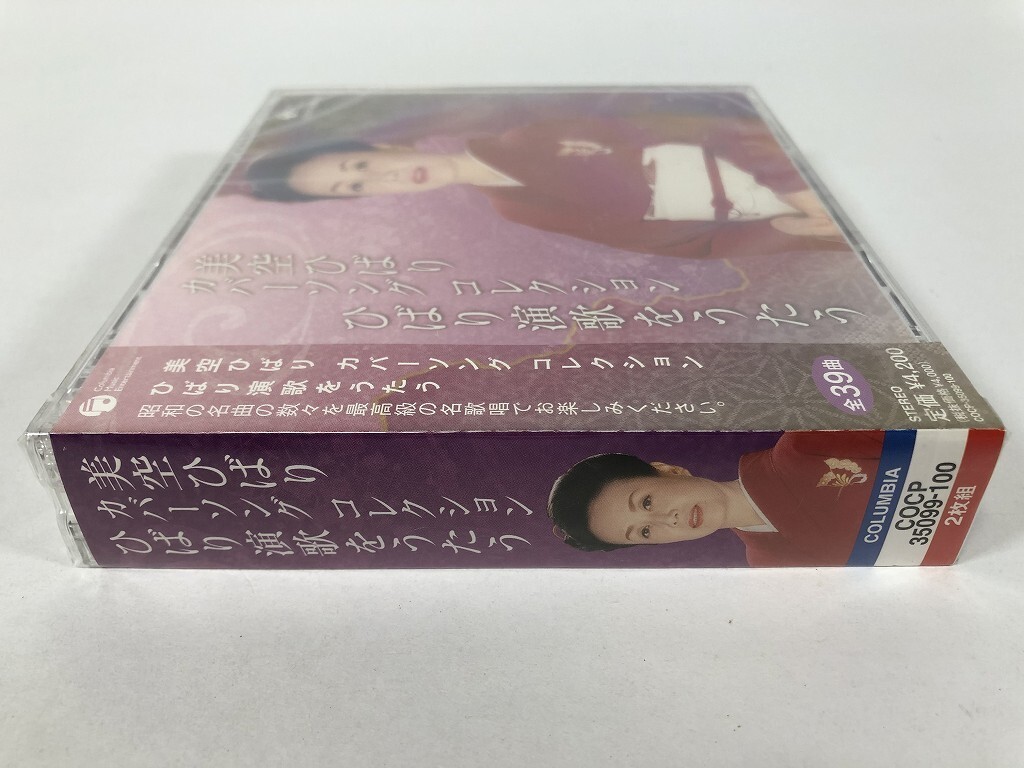 美空ひばり
カバーソング コレクション
ひばり演歌をうたう
美空ひばり カバーソング コレクション
ひばり演歌をうたう
昭和の名曲の数々を最高級の名歌唱でお楽しみください。
全39曲
STEREO
定価¥4,200
美空ひばり
カバーソング コレクション
ひばり演歌をうたう
COLUMBIA
COCP
35099-100
2枚組